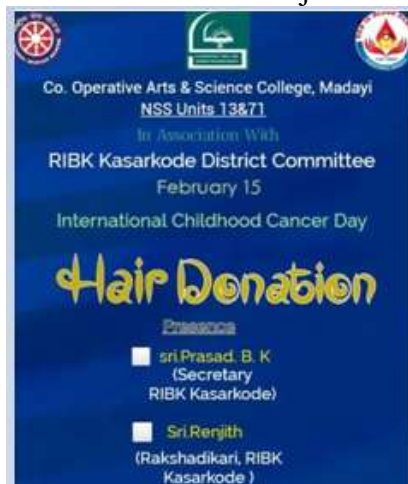 Co. Operative Arts & Science College, Madayi
NSS Units 13&71
In Association With
RIBK Kasarkode District Committee
February 15
International Childhood Cancer Day
Hair Donation
Presence
sri.Prasad. B. K
(Secretary
RIBK Kasarkode)
Sri.Renjith
(Rakshadikari, RIBK
Kasarkode )